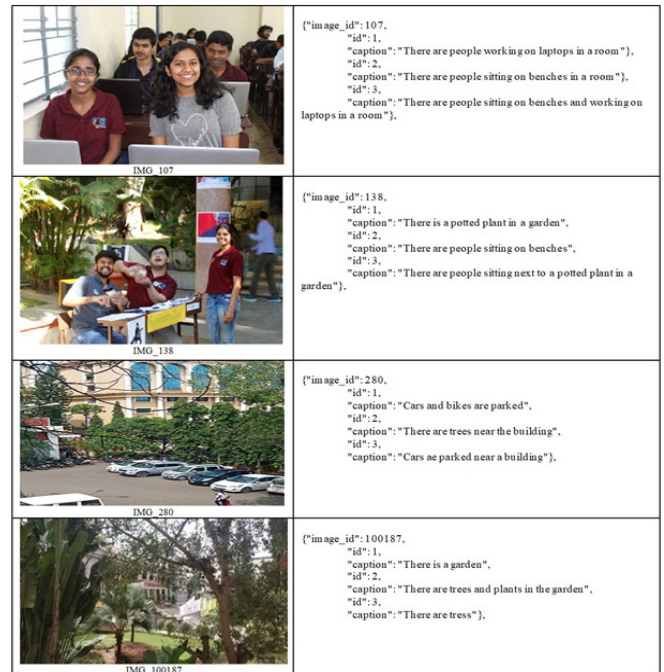 {"image_id": 107,
"id": 1,
"caption": "There are people working on laptops in a room"},
"id": 2,
"caption": "There are people sitting on benches in a room"},
"id": 3,
"caption": "There are people sitting on benches and working on
laptops in a room"},
IMG_107
{"image_id": 138,
"id": 1,
"caption": "There is a potted plant in a garden",
"id": 2,
"caption": "There are people sitting on benches",
"id": 3,
"caption": "There are people sitting next to a potted plant in a
garden"},
IMG_138
{"image_id": 280,
"id": 1,
"caption": "Cars and bikes are parked",
"id": 2,
"caption": "There are trees near the building",
"id": 3,
"caption": "Cars ae parked near a building"},
IMG_280
{"image_id": 100187,
"id": 1,
"caption": "There is a garden",
"id": 2,
"caption": "There are trees and plants in the garden",
"id": 3,
"caption": "There are tress"},
IMG_100187